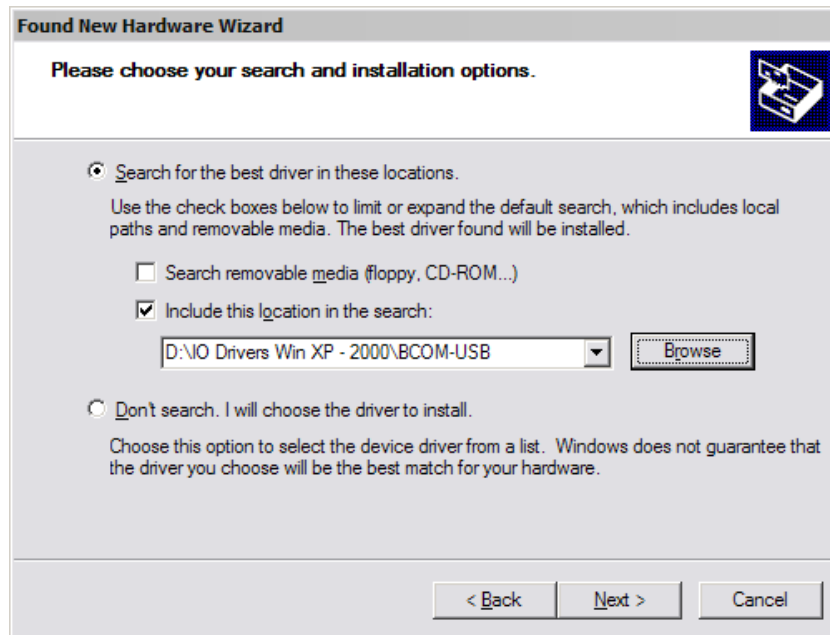 Found New Hardware Wizard
Please choose your search and installation options.
Search for the best driver in these locations.
Use the check boxes below to limit or expand the default search, which includes local
paths and removable media. The best driver found will be installed.
Search removable media (floppy, CD-ROM...)
Include this location in the search:
D:\IO Drivers Win XP - 2000\BCOM-USB
Browse
Don't search. I will choose the driver to install.
Choose this option to select the device driver from a list. Windows does not guarantee that
the driver you choose will be the best match for your hardware.
< Back
Next >
Cancel